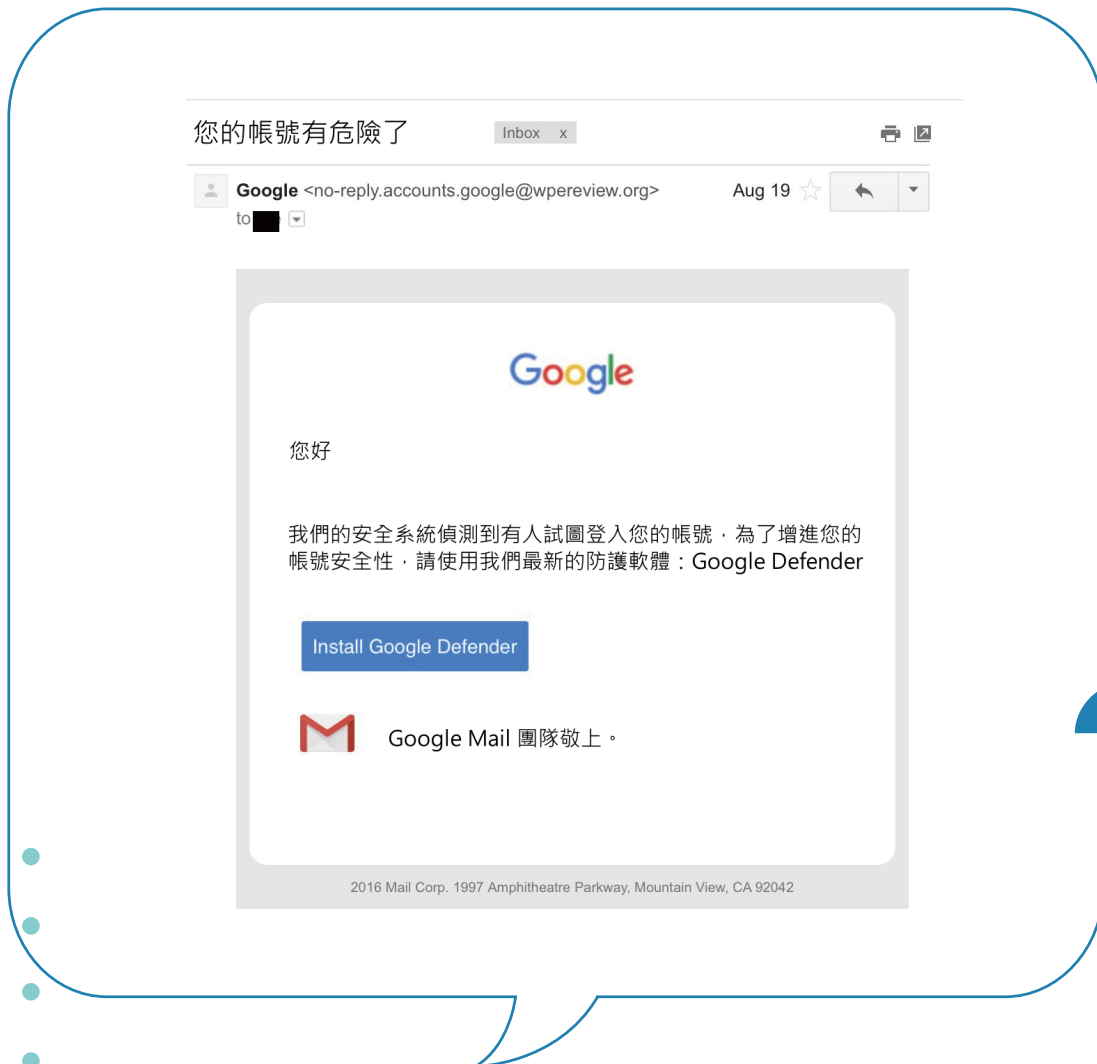 您的帳號有危險了 Inbox x
Google <no-reply.accounts.google@wpereview.org> Aug 19
to
Google
您好
我們的安全系統偵測到有人試圖登入您的帳號，為了增進您的
帳號安全性，請使用我們最新的防護軟體：Google Defender
Install Google Defender
Google Mail 團隊敬上。
2016 Mail Corp. 1997 Amphitheatre Parkway, Mountain View, CA 92042